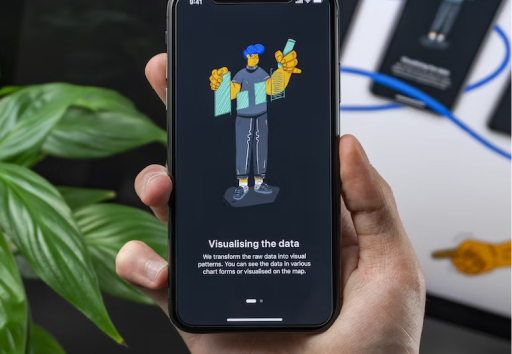 9:41
Visualising the data
We transform the raw data into visual
patterns. You can see the data in various
chart forms or visualised on the map.